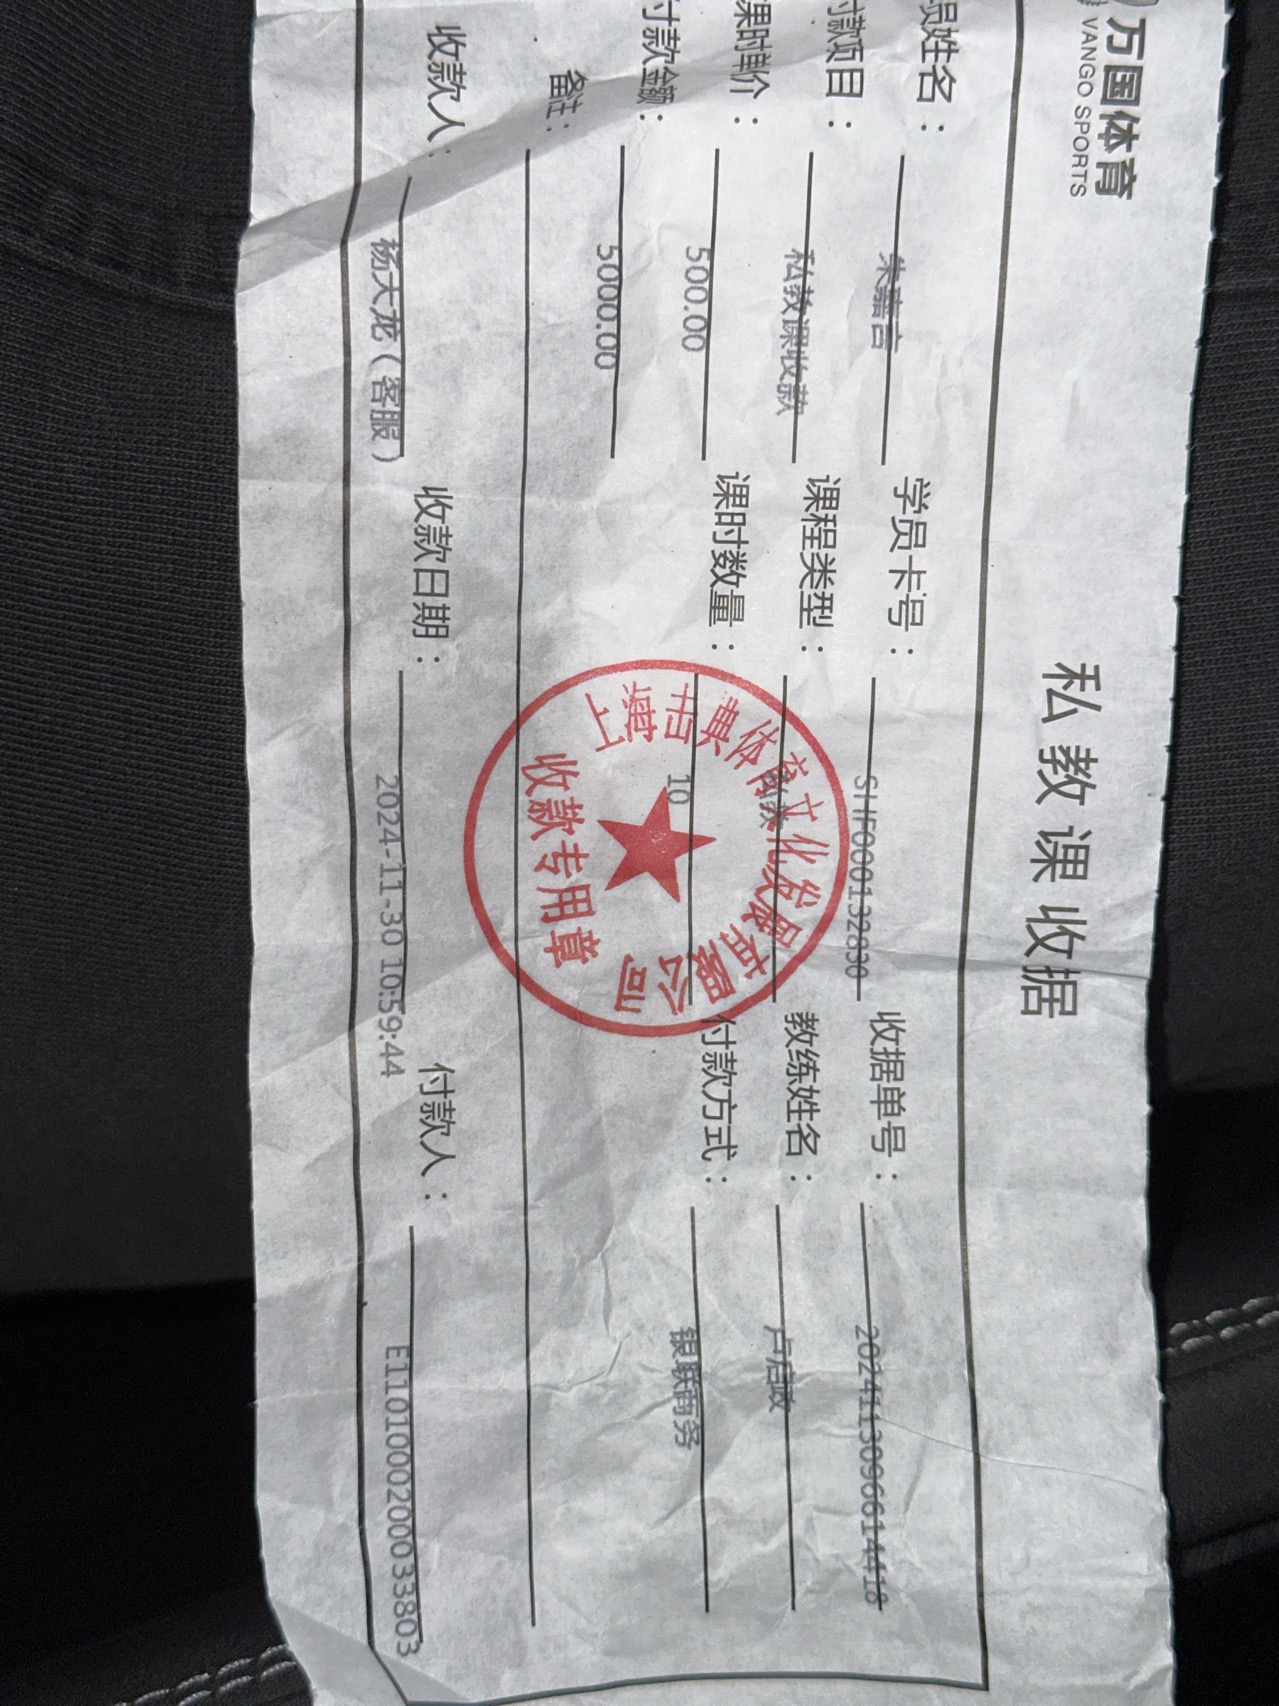 万国体育
VANGO SPORTS
私教课收据
员姓名：朱嘉言 学员卡号：SHF000132830 收据单号：2024113096614418
付款项目：私教课收款 课程类型：私教 教练姓名：卢启政
课时单价：500.00 课时数量：10 付款方式：银联商务
付款金额：5000.00
备注：
收款人：杨天龙（客服） 收款日期：2024-11-30 10:59:44 付款人：E1101000200033803
上海击典体育文化发展有限公司
收款专用章